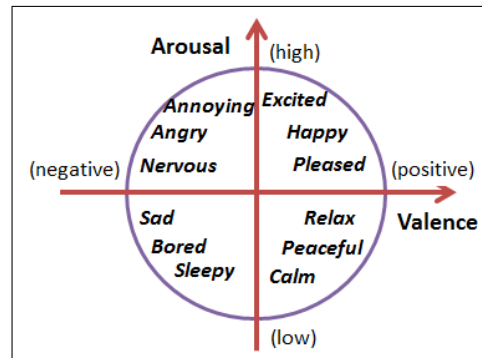 Arousal (high)
Annoying Excited
Angry Happy
Nervous Pleased
(negative) (positive)
Sad Relax Valence
Bored Peaceful
Sleepy Calm
(low)